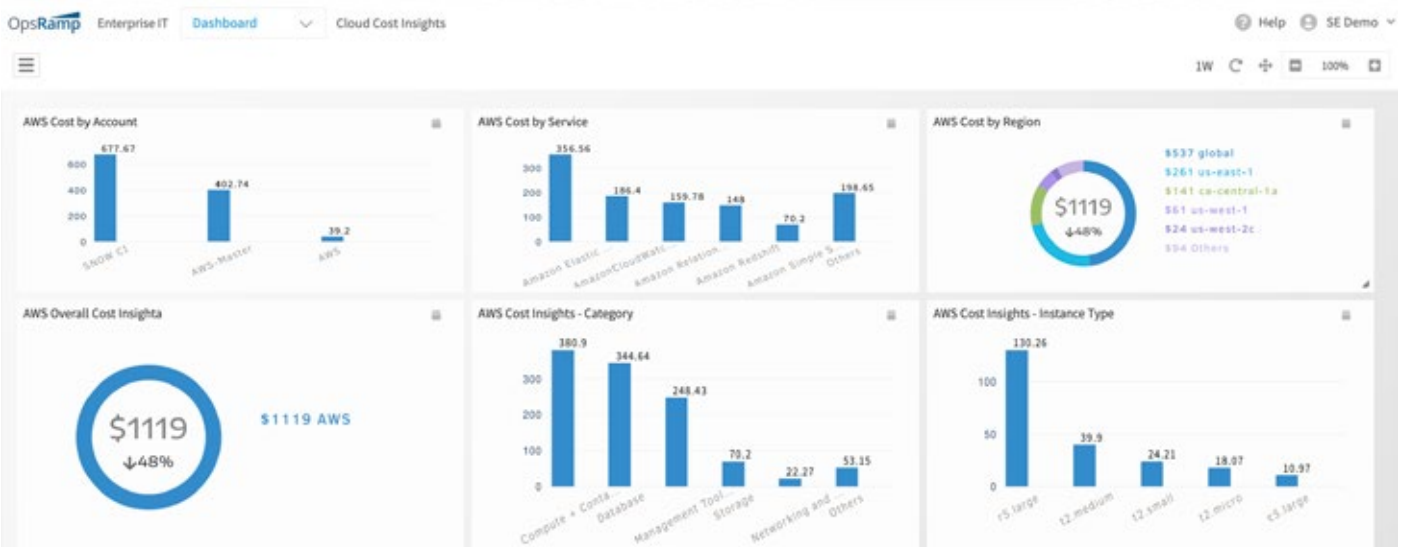 OpsRamp Enterprise IT Dashboard Cloud Cost Insights Help SE Demo
1W 100%
AWS Cost by Account
677.67
600
402.74
400
200
39.2
0
SNOW CI
AWS-Master
AWS
AWS Cost by Service
356.56
300
200
186.4
159.78
148
198.65
100
70.2
0
Amazon Elastic ...
AmazonCloudWatc...
Amazon Relation...
Amazon Redshift
Amazon Simple S...
Others
AWS Cost by Region
$1119
↓48%
$537 global
$261 us-east-1
$141 ca-central-1a
$61 us-west-1
$24 us-west-2c
$94 Others
AWS Overall Cost Insighta
$1119
↓48%
$1119 AWS
AWS Cost Insights - Category
380.9
344.64
300
248.43
200
100
70.2
22.27
53.15
0
Compute + Conta...
Database
Management Tool...
Storage
Networking and ...
Others
AWS Cost Insights - Instance Type
130.26
100
50
39.9
24.21
18.07
10.97
0
r5.large
t2.medium
t2.small
t2.micro
c5.large